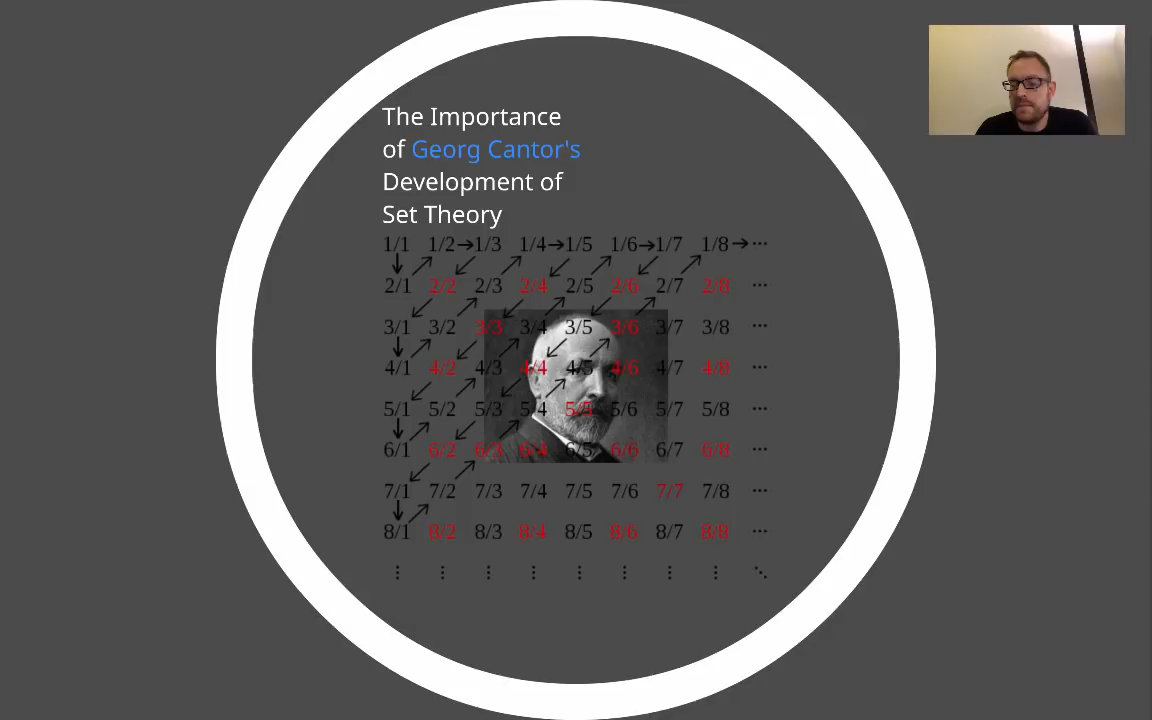 The Importance
of Georg Cantor's
Development of
Set Theory
1/1 1/2→1/3 1/4→1/5 1/6→1/7 1/8→···
2/1 2/2 2/3 2/4 2/5 2/6 2/7 2/8 ···
3/1 3/2 3/3 3/4 3/5 3/6 3/7 3/8 ···
4/1 4/2 4/3 4/4 4/5 4/6 4/7 4/8 ···
5/1 5/2 5/3 5/4 5/5 5/6 5/7 5/8 ···
6/1 6/2 6/3 6/4 6/5 6/6 6/7 6/8 ···
7/1 7/2 7/3 7/4 7/5 7/6 7/7 7/8 ···
8/1 8/2 8/3 8/4 8/5 8/6 8/7 8/8 ···
⋮ ⋮ ⋮ ⋮ ⋮ ⋮ ⋮ ⋮ ⋱